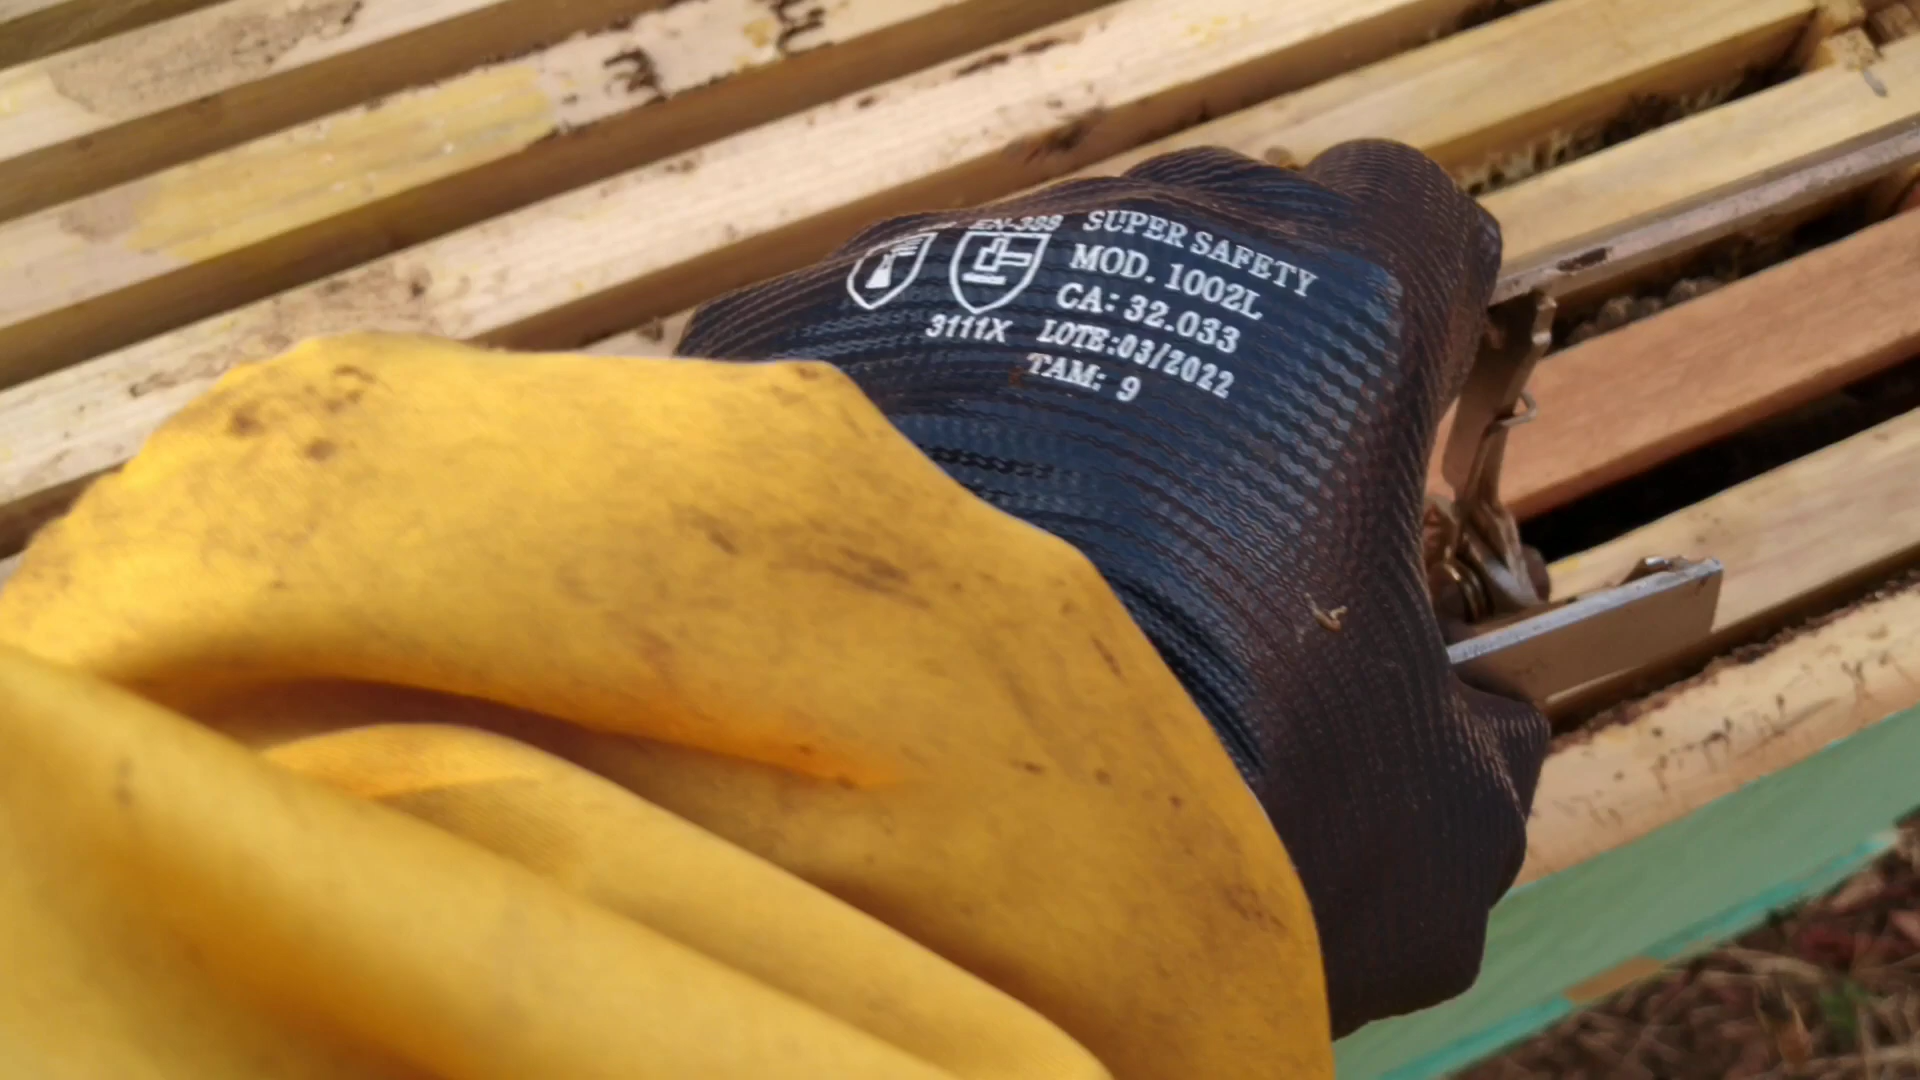 EN-388
SUPER SAFETY
MOD. 1002L
CA: 32.033
3111X
LOTE:03/2022
TAM: 9